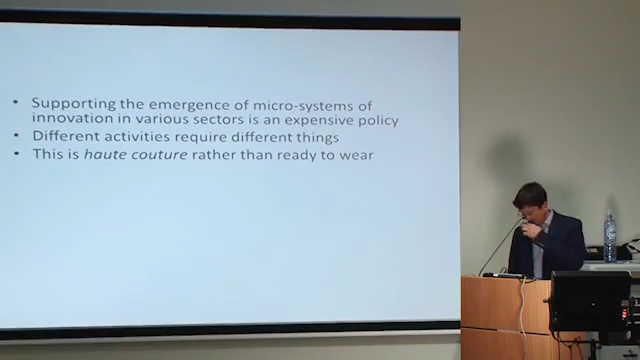 • Supporting the emergence of micro-systems of
innovation in various sectors is an expensive policy
• Different activities require different things
• This is haute couture rather than ready to wear